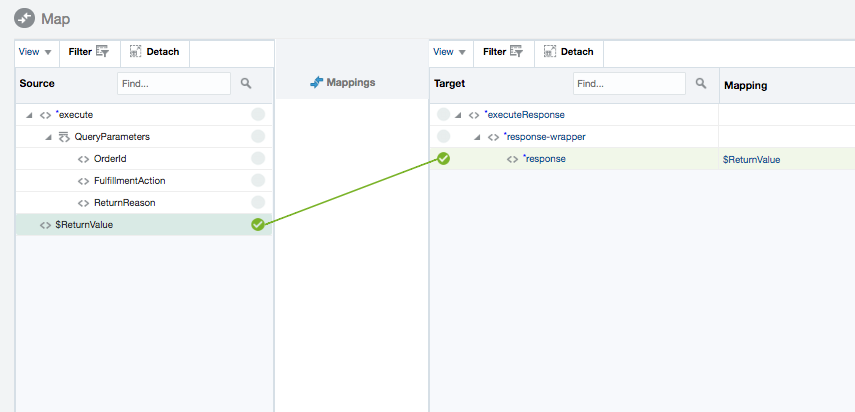 Map
View Filter Detach View Filter Detach
Source Find... Mappings Target Find... Mapping
*execute *executeResponse
QueryParameters *response-wrapper
OrderId *response $ReturnValue
FulfillmentAction
ReturnReason
$ReturnValue